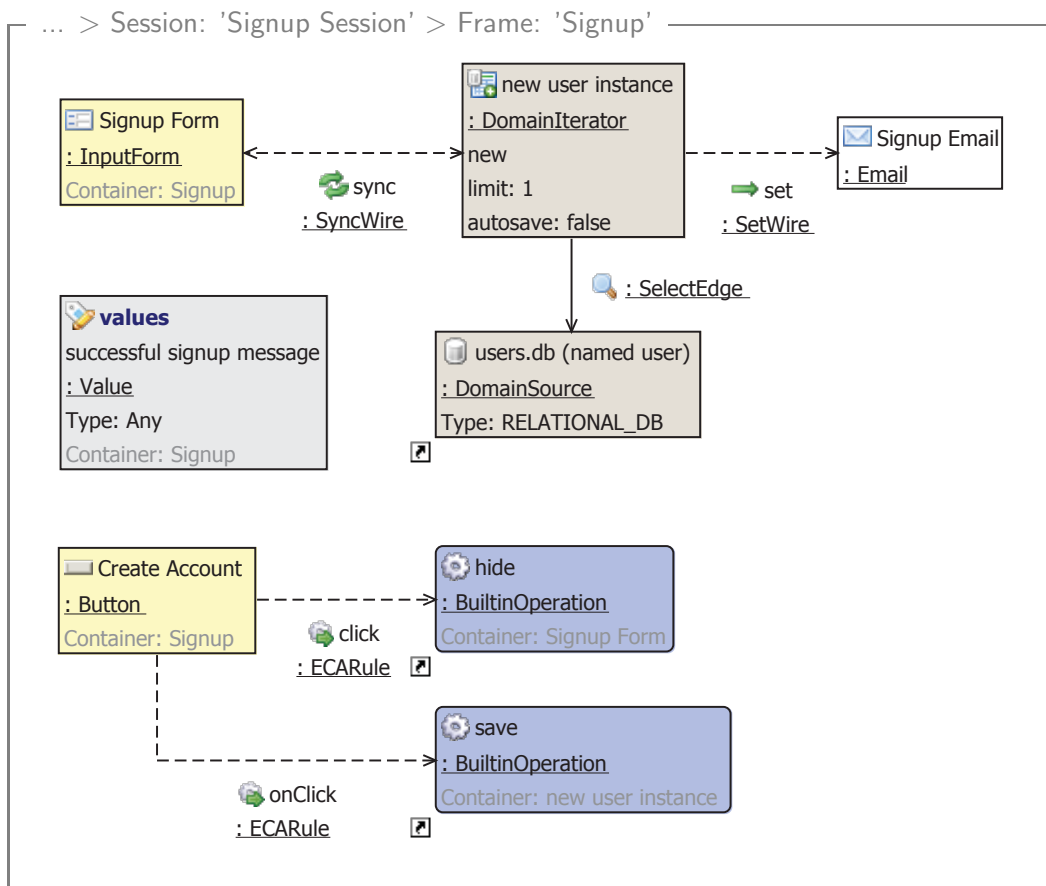 ... > Session: 'Signup Session' > Frame: 'Signup'
Signup Form
: InputForm
Container: Signup
sync
: SyncWire
new user instance
: DomainIterator
new
limit: 1
autosave: false
set
: SetWire
Signup Email
: Email
: SelectEdge
values
successful signup message
: Value
Type: Any
Container: Signup
users.db (named user)
: DomainSource
Type: RELATIONAL_DB
Create Account
: Button
Container: Signup
click
: ECARule
hide
: BuiltinOperation
Container: Signup Form
onClick
: ECARule
save
: BuiltinOperation
Container: new user instance